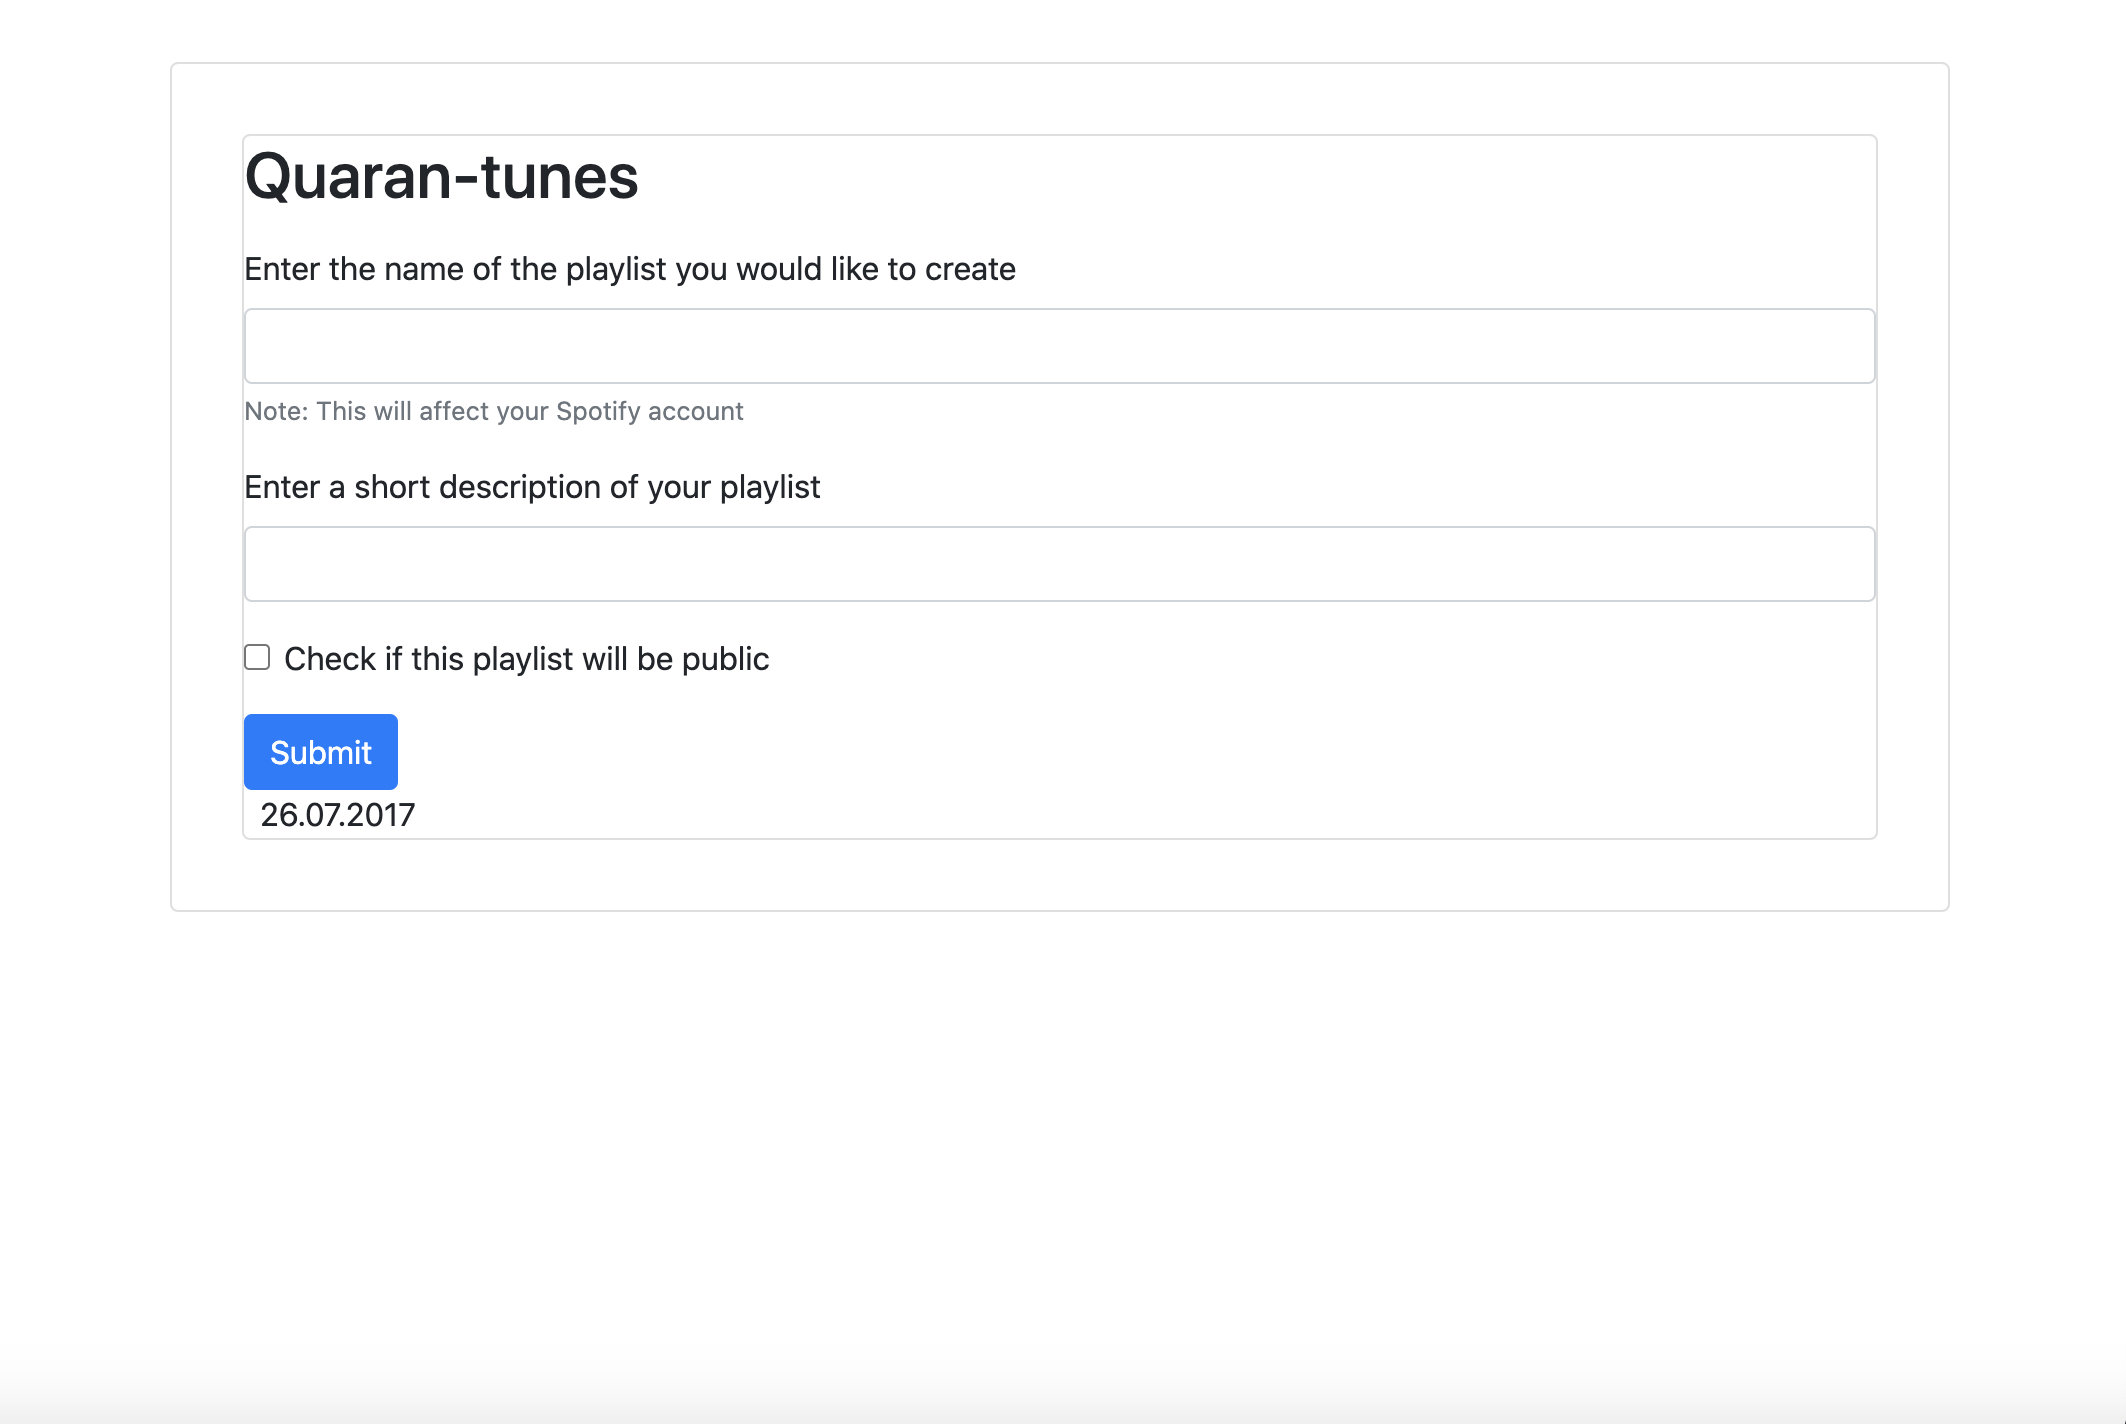 Quaran-tunes
Enter the name of the playlist you would like to create
Note: This will affect your Spotify account
Enter a short description of your playlist
Check if this playlist will be public
Submit
26.07.2017